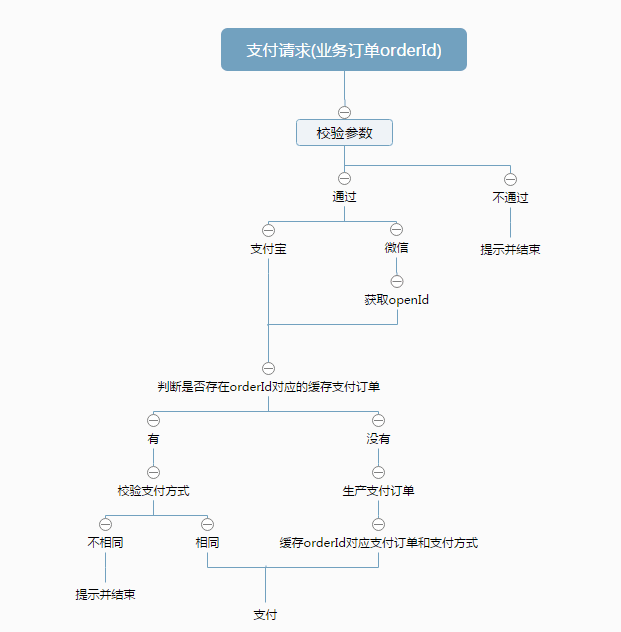 支付请求(业务订单orderId)
校验参数
通过
不通过
支付宝
微信
提示并结束
获取openId
判断是否存在orderId对应的缓存支付订单
有
没有
校验支付方式
生产支付订单
不相同
相同
缓存orderId对应支付订单和支付方式
提示并结束
支付